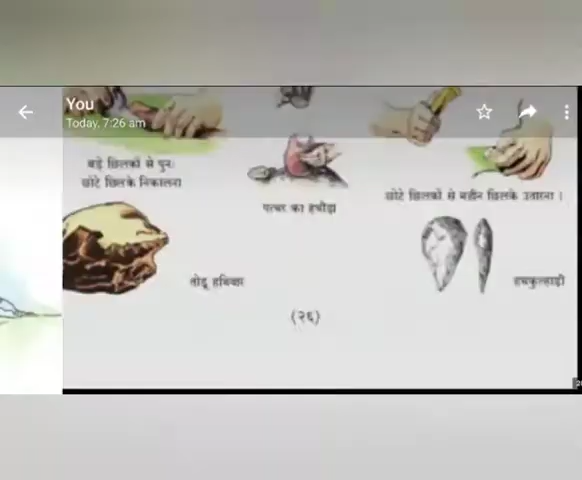 You
Today, 7:26 am
बड़े छिलकों से पुनः
छोटे छिलके निकालना
पत्थर का हथौड़ा
छोटे छिलकों से महीन छिलके उतारना ।
तोडू हथियार
हथकुल्हाड़ी
(२६)